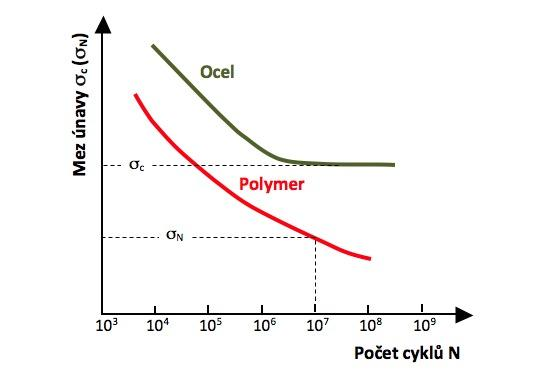 Mez únavy σc (σN)
Ocel
σc
Polymer
σN
10³ 10⁴ 10⁵ 10⁶ 10⁷ 10⁸ 10⁹
Počet cyklů N